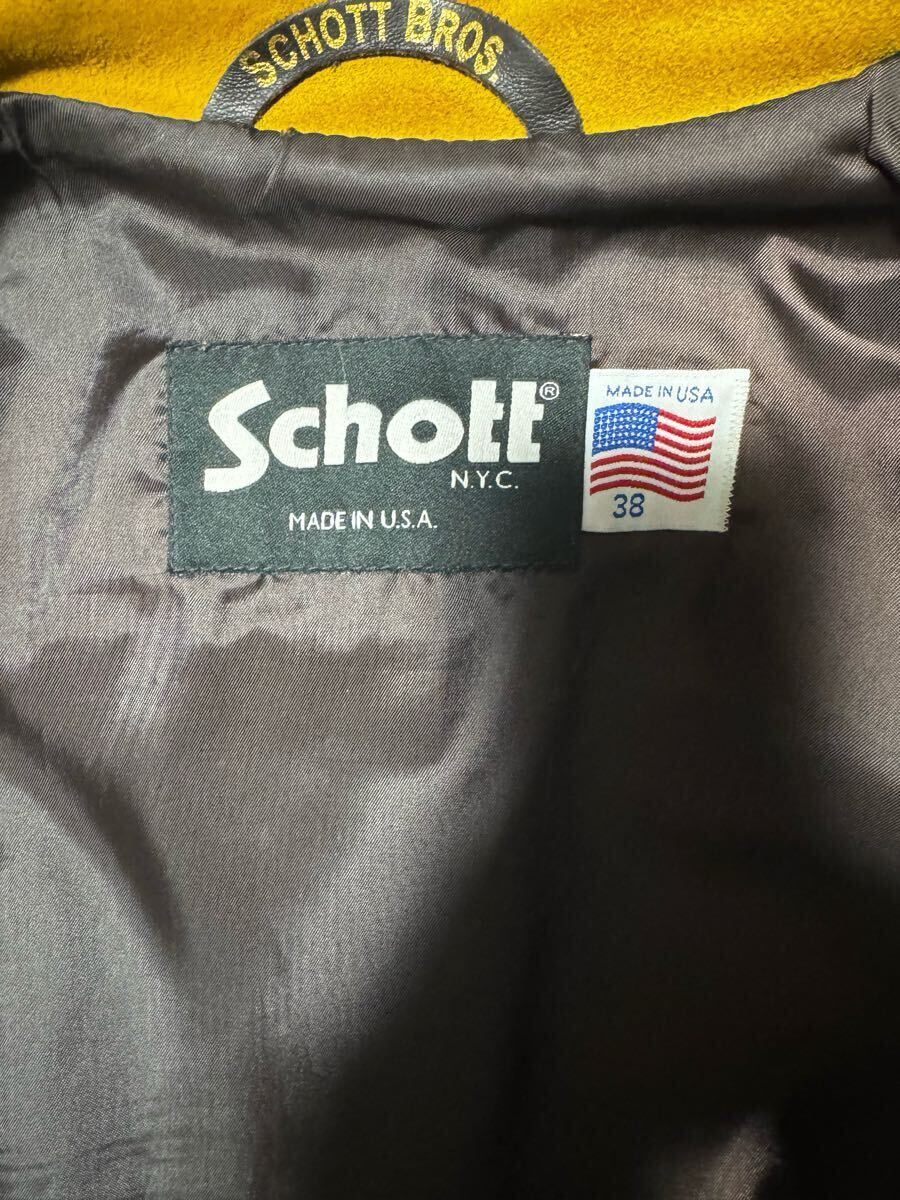 SCHOTT BROS.
Schott®
N.Y.C.
MADE IN U.S.A.
MADE IN USA
38